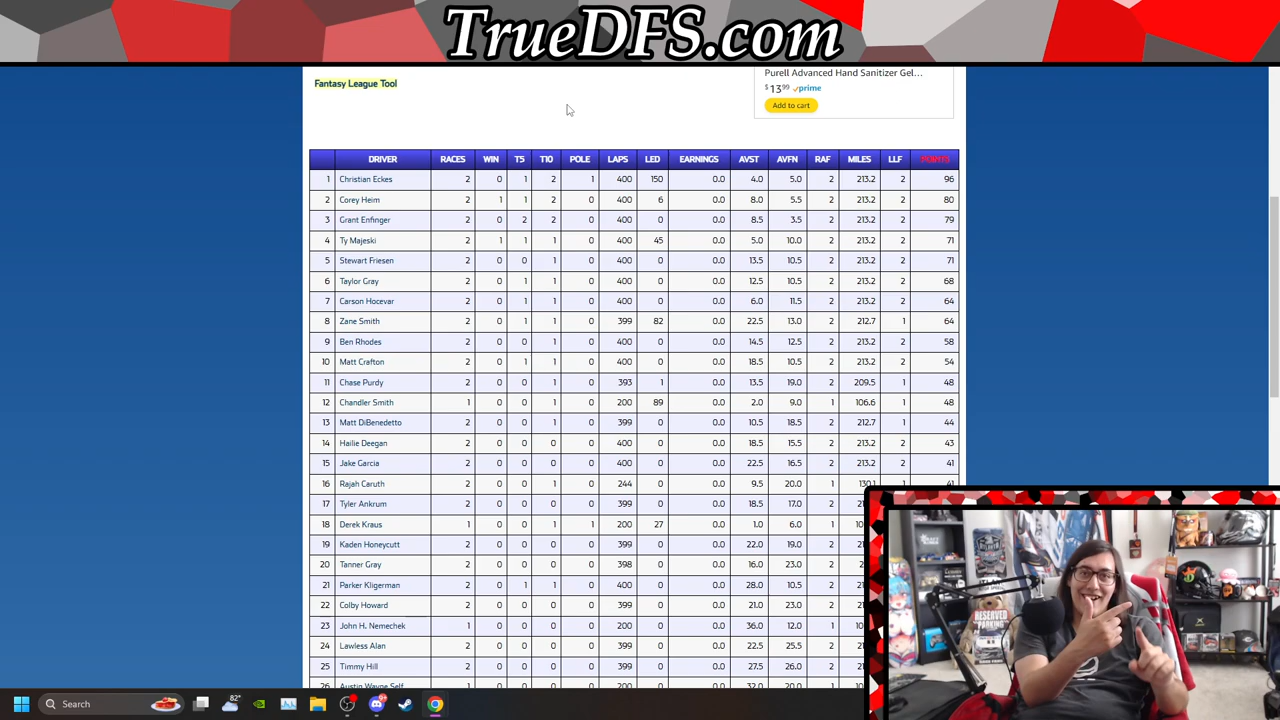 TrueDFS.com
Purell Advanced Hand Sanitizer Gel...
$13 99 prime
Add to cart
Fantasy League Tool
DRIVER RACES WIN T5 T10 POLE LAPS LED EARNINGS AVST AVFN RAF MILES LLF POINTS
1 Christian Eckes 2 0 1 2 1 400 150 0.0 4.0 5.0 2 213.2 2 96
2 Corey Heim 2 1 1 2 0 400 6 0.0 8.0 5.5 2 213.2 2 80
3 Grant Enfinger 2 0 2 2 0 400 0 0.0 8.5 3.5 2 213.2 2 79
4 Ty Majeski 2 1 1 1 0 400 45 0.0 5.0 10.0 2 213.2 2 71
5 Stewart Friesen 2 0 0 1 0 400 0 0.0 13.5 10.5 2 213.2 2 71
6 Taylor Gray 2 0 1 1 0 400 0 0.0 12.5 10.5 2 213.2 2 68
7 Carson Hocevar 2 0 1 1 0 400 0 0.0 6.0 11.5 2 213.2 2 64
8 Zane Smith 2 0 1 1 0 399 82 0.0 22.5 13.0 2 212.7 1 64
9 Ben Rhodes 2 0 0 1 0 400 0 0.0 14.5 12.5 2 213.2 2 58
10 Matt Crafton 2 0 1 1 0 400 0 0.0 18.5 10.5 2 213.2 2 54
11 Chase Purdy 2 0 0 1 0 393 1 0.0 13.5 19.0 2 209.5 1 48
12 Chandler Smith 1 0 0 1 0 200 89 0.0 2.0 9.0 1 106.6 1 48
13 Matt DiBenedetto 2 0 0 1 0 399 0 0.0 10.5 18.5 2 212.7 1 44
14 Hailie Deegan 2 0 0 0 0 400 0 0.0 18.5 15.5 2 213.2 2 43
15 Jake Garcia 2 0 0 0 0 400 0 0.0 22.5 16.5 2 213.2 2 41
16 Rajah Caruth 2 0 0 1 0 244 0 0.0 9.5 20.0 1 130.1
17 Tyler Ankrum 2 0 0 0 0 399 0 0.0 18.5 17.0 2
18 Derek Kraus 1 0 0 1 1 200 27 0.0 1.0 6.0 1
19 Kaden Honeycutt 2 0 0 0 0 399 0 0.0 22.0 19.0 2
20 Tanner Gray 2 0 0 0 0 398 0 0.0 16.0 23.0 2
21 Parker Kligerman 2 0 1 1 0 400 0 0.0 28.0 10.5 2
22 Colby Howard 2 0 0 0 0 399 0 0.0 21.0 23.0 2
23 John H. Nemechek 1 0 0 0 0 200 0 0.0 36.0 12.0 1
24 Lawless Alan 2 0 0 0 0 399 0 0.0 22.5 25.5 2
25 Timmy Hill 2 0 0 0 0 399 0 0.0 27.5 26.0 2
26 Austin Wayne Self 1 0 0 0 0 200 0 0.0 32.0 20.0 1
RESERVED
PARKING
82°
Search